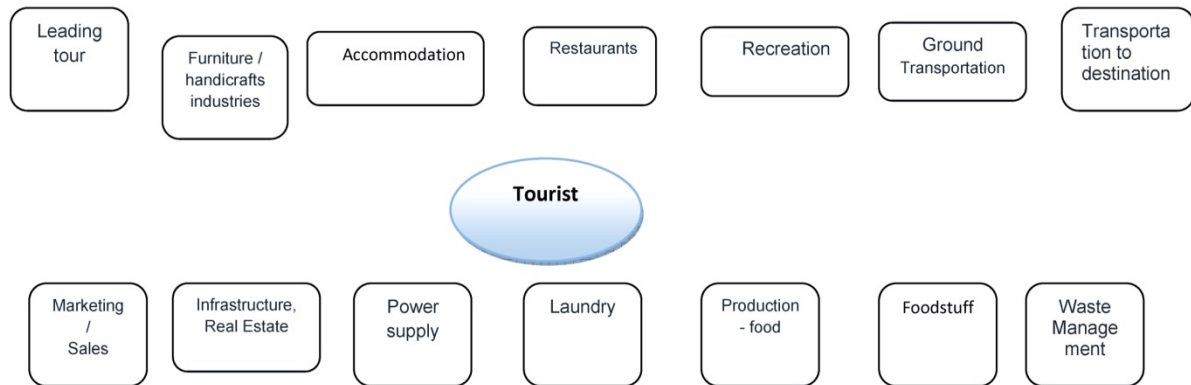 Leading
tour
Furniture /
handicrafts
industries
Accommodation
Restaurants
Recreation
Ground
Transportation
Transporta
tion to
destination
Tourist
Marketing
/
Sales
Infrastructure,
Real Estate
Power
supply
Laundry
Production
- food
Foodstuff
Waste
Manage
ment